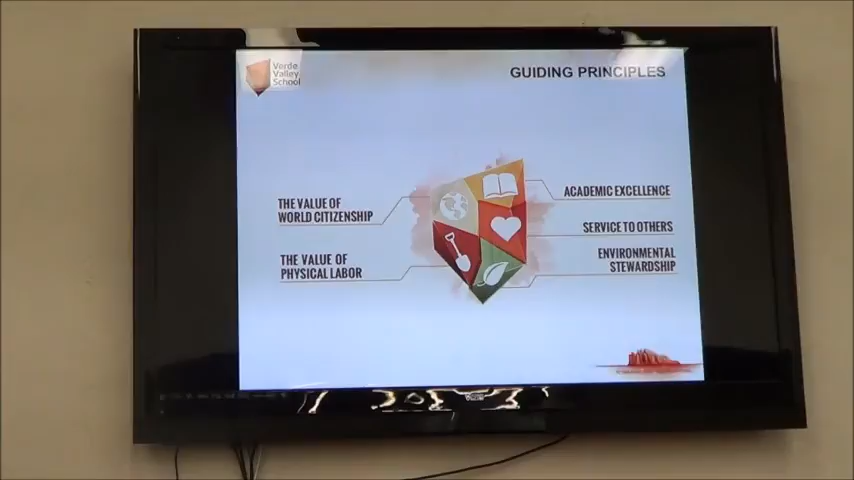 Verde
Valley
School
GUIDING PRINCIPLES
THE VALUE OF
WORLD CITIZENSHIP
THE VALUE OF
PHYSICAL LABOR
ACADEMIC EXCELLENCE
SERVICE TO OTHERS
ENVIRONMENTAL
STEWARDSHIP